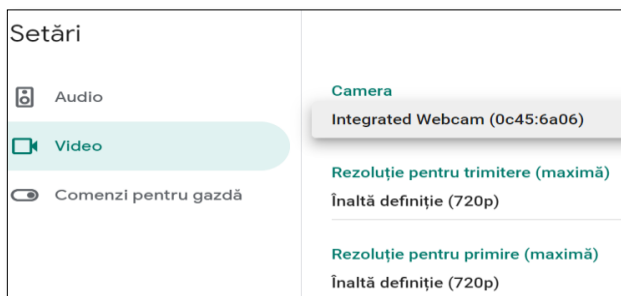 Setări
Audio
Video
Comenzi pentru gazdă
Camera
Integrated Webcam (0c45:6a06)
Rezoluție pentru trimitere (maximă)
Înaltă definiție (720p)
Rezoluție pentru primire (maximă)
Înaltă definiție (720p)